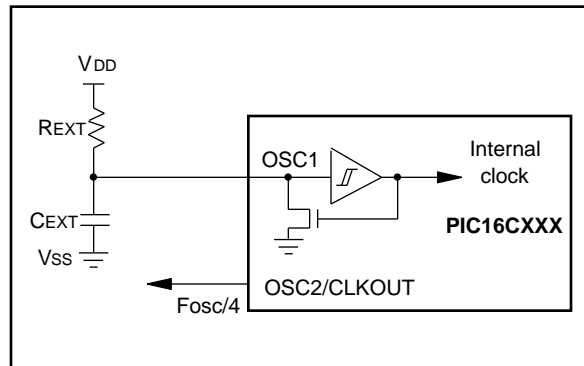 VDD
REXT
OSC1
Internal
clock
CEXT
PIC16CXXX
VSS
OSC2/CLKOUT
Fosc/4